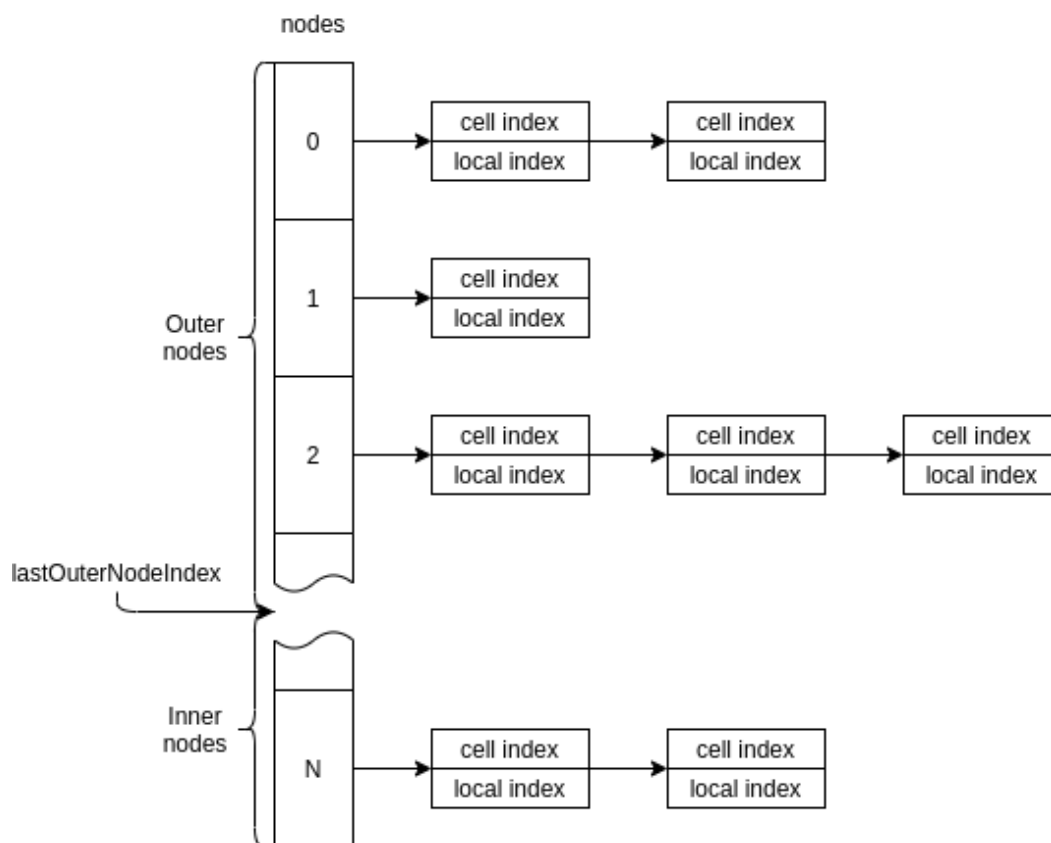 nodes
0
cell index
local index
cell index
local index
1
cell index
local index
Outer
nodes
2
cell index
local index
cell index
local index
cell index
local index
lastOuterNodeIndex
Inner
nodes
N
cell index
local index
cell index
local index